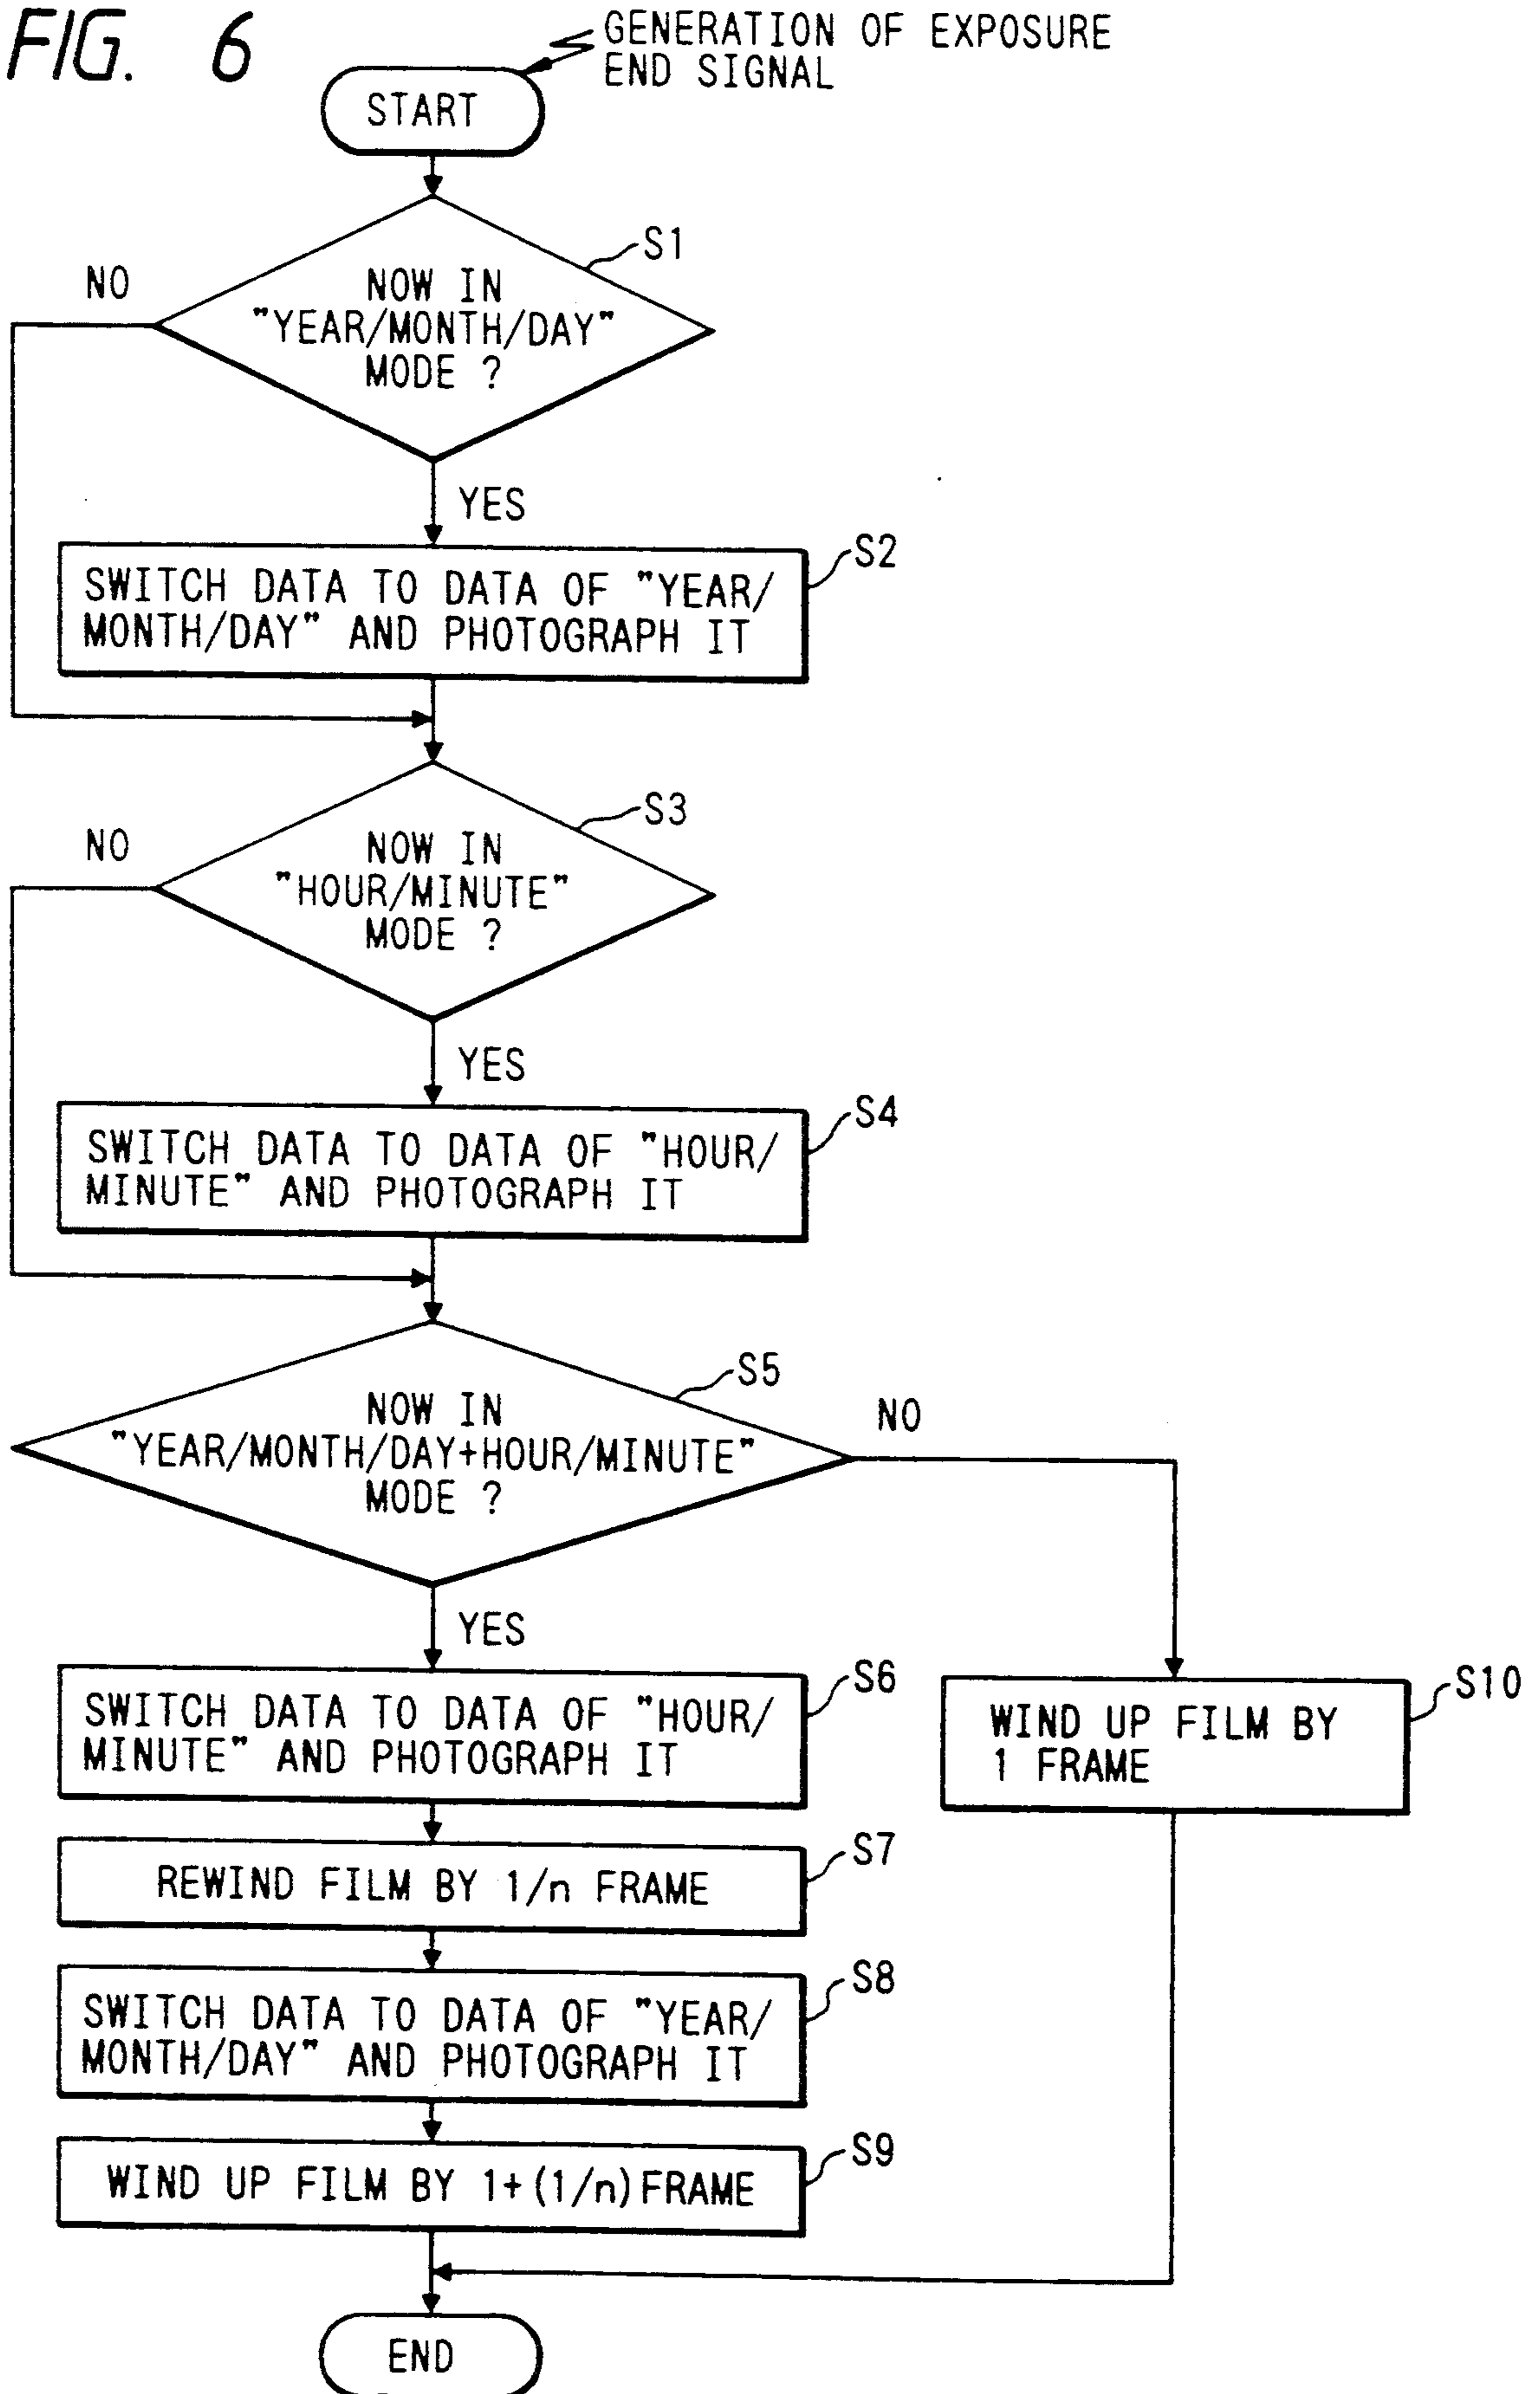 FIG. 6
GENERATION OF EXPOSURE
END SIGNAL
START
S1
NO
NOW IN
"YEAR/MONTH/DAY"
MODE ?
YES
S2
SWITCH DATA TO DATA OF "YEAR/
MONTH/DAY" AND PHOTOGRAPH IT
S3
NO
NOW IN
"HOUR/MINUTE"
MODE ?
YES
S4
SWITCH DATA TO DATA OF "HOUR/
MINUTE" AND PHOTOGRAPH IT
S5
NO
NOW IN
"YEAR/MONTH/DAY+HOUR/MINUTE"
MODE ?
YES
S6
SWITCH DATA TO DATA OF "HOUR/
MINUTE" AND PHOTOGRAPH IT
S10
WIND UP FILM BY
1 FRAME
S7
REWIND FILM BY 1/n FRAME
S8
SWITCH DATA TO DATA OF "YEAR/
MONTH/DAY" AND PHOTOGRAPH IT
S9
WIND UP FILM BY 1+(1/n)FRAME
END